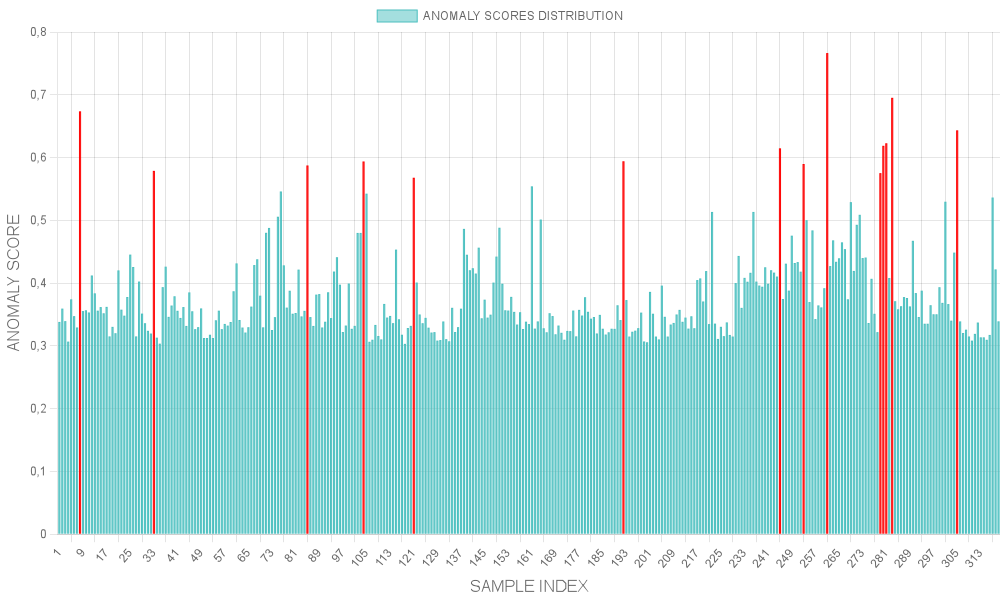 ANOMALY SCORES DISTRIBUTION
0,8
0,7
0,6
0,5
0,4
0,3
0,2
0,1
0
ANOMALY SCORE
1 9 17 25 33 41 49 57 65 73 81 89 97 105 113 121 129 137 145 153 161 169 177 185 193 201 209 217 225 233 241 249 257 265 273 281 289 297 305 313
SAMPLE INDEX